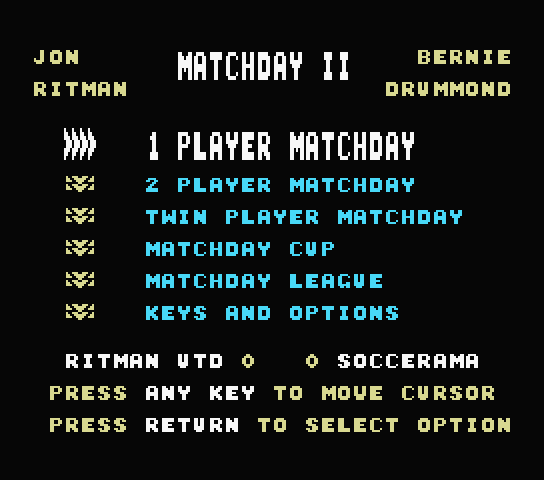 JON
RITMAN
MATCHDAY II
BERNIE
DRUMMOND
1 PLAYER MATCHDAY
2 PLAYER MATCHDAY
TWIN PLAYER MATCHDAY
MATCHDAY CUP
MATCHDAY LEAGUE
KEYS AND OPTIONS
RITMAN UTD 0 0 SOCCERAMA
PRESS ANY KEY TO MOVE CURSOR
PRESS RETURN TO SELECT OPTION